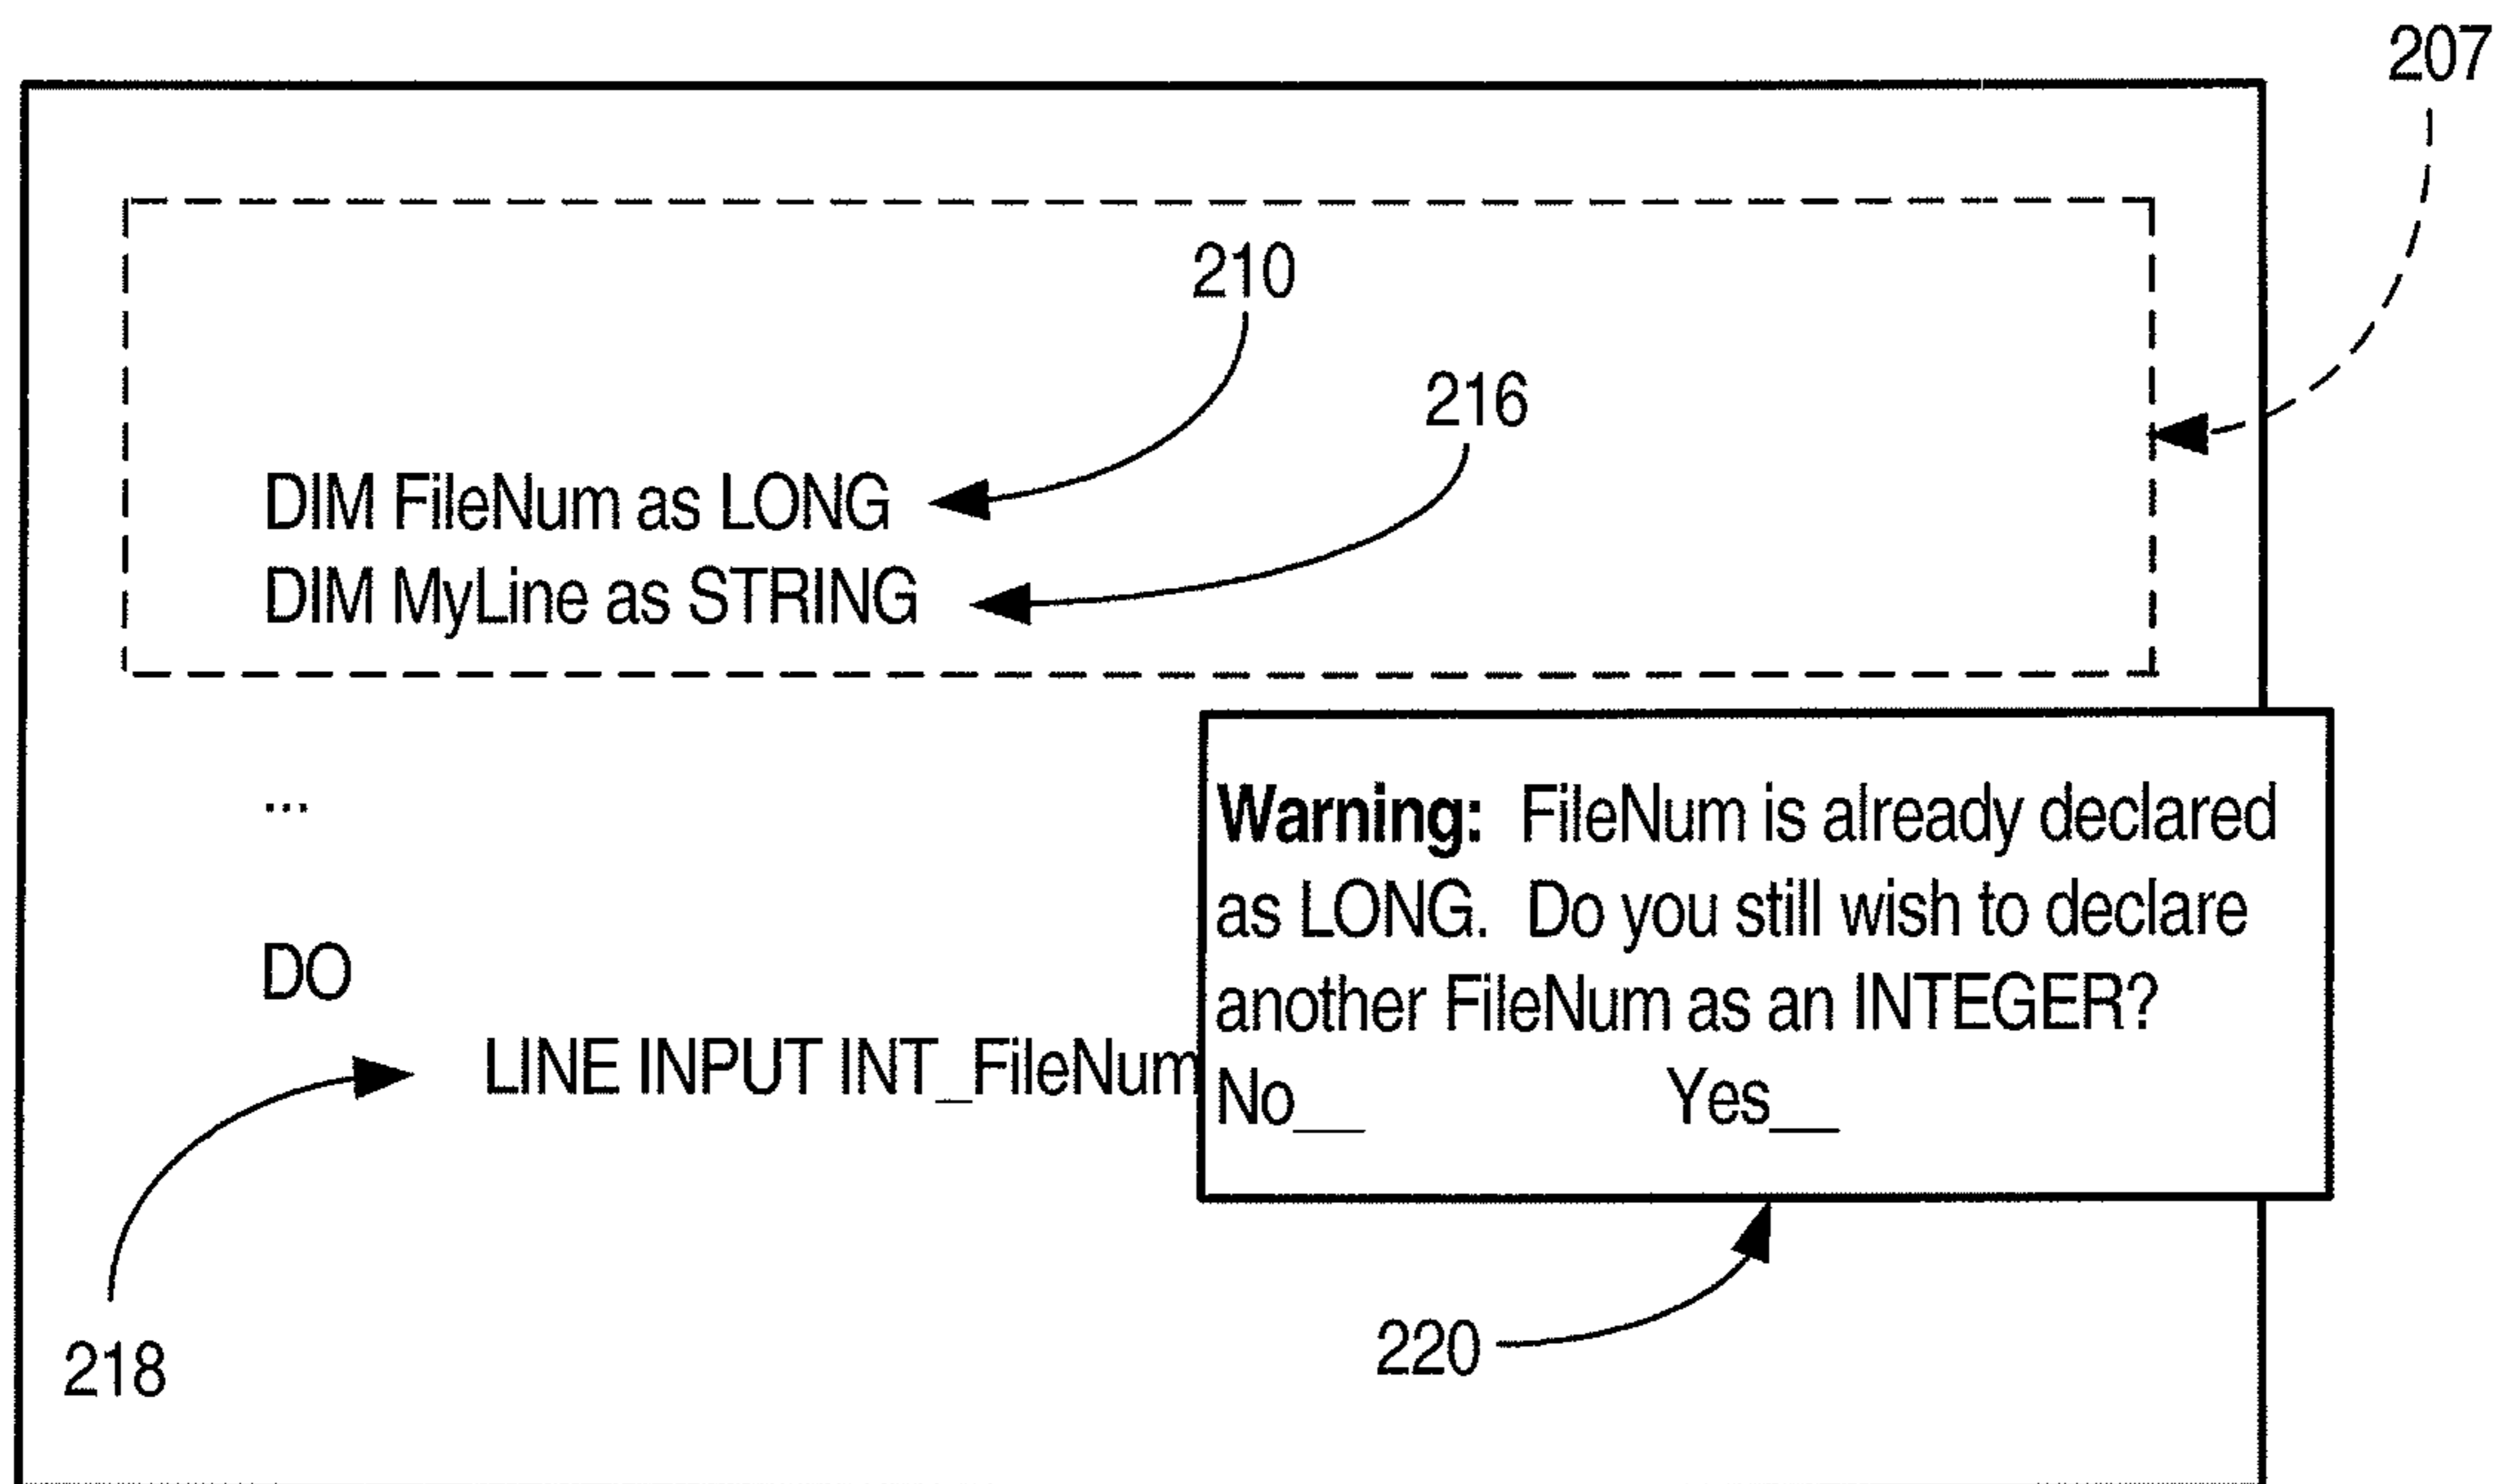 207
210
216
DIM FileNum as LONG
DIM MyLine as STRING
...
Warning: FileNum is already declared
as LONG. Do you still wish to declare
another FileNum as an INTEGER?
No__ Yes__
DO
LINE INPUT INT_FileNum
218
220